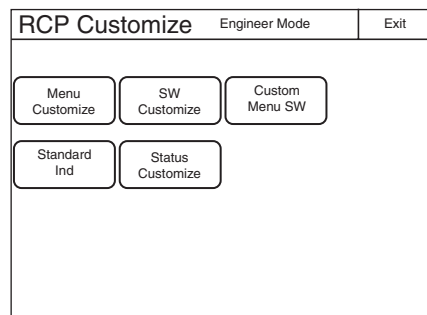 RCP Customize Engineer Mode Exit
Menu
Customize
SW
Customize
Custom
Menu SW
Standard
Ind
Status
Customize